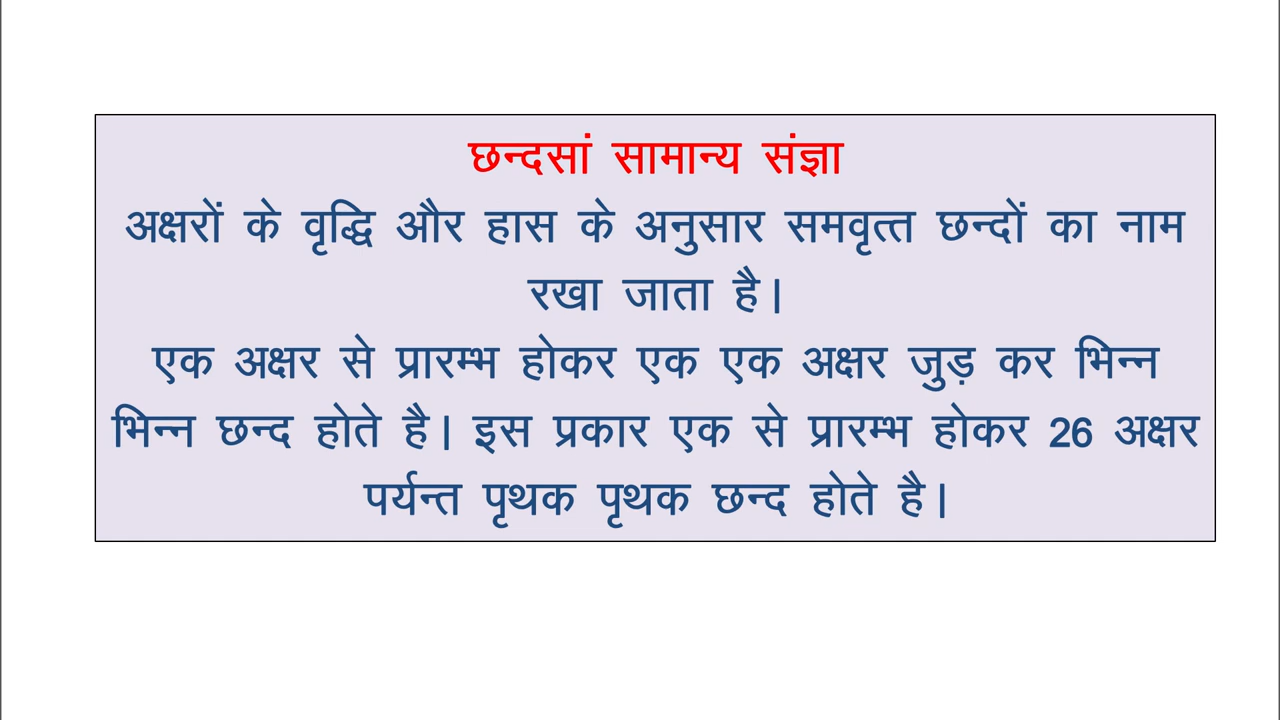 छन्दसां सामान्य संज्ञा
अक्षरों के वृद्धि और हास के अनुसार समवृत्त छन्दों का नाम
रखा जाता है।
एक अक्षर से प्रारम्भ होकर एक एक अक्षर जुड़ कर भिन्न
भिन्न छन्द होते है। इस प्रकार एक से प्रारम्भ होकर 26 अक्षर
पर्यन्त पृथक पृथक छन्द होते है।